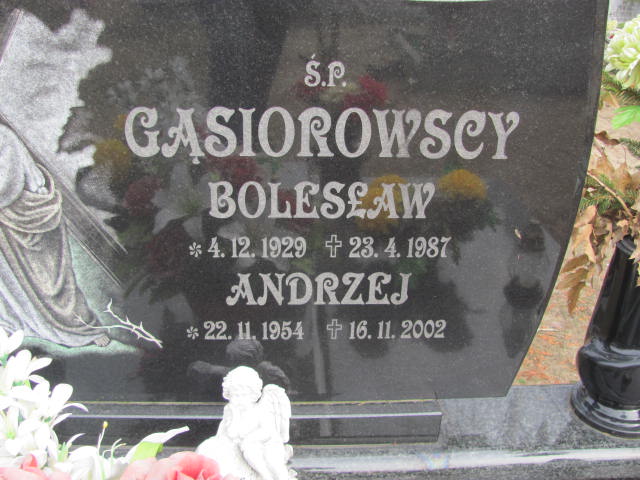 Ś.P.
GĄSIOROWSCY
BOLESŁAW
* 4. 12. 1929 ✝ 23. 4. 1987
ANDRZEJ
* 22. 11. 1954 ✝ 16. 11. 2002